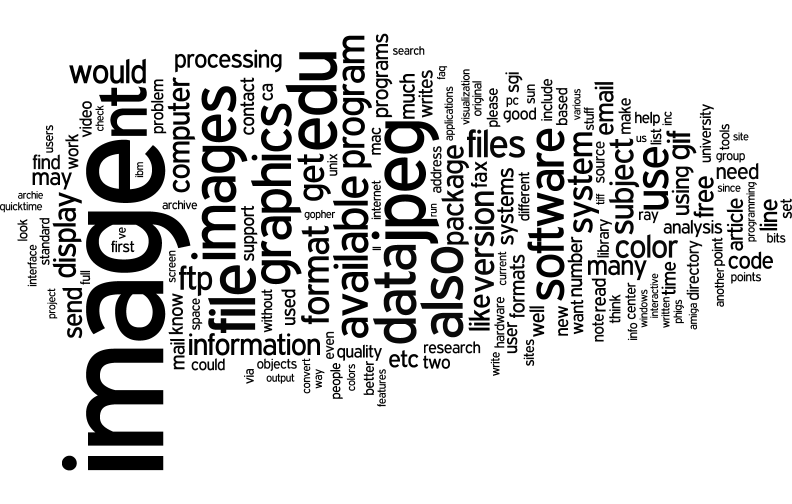 image
nt
would
processing
edu
program
programs
search
much
writes
faq
visualization
original
please
pc
sgi
good
sun
include
based
various
stuff
email
make
help
inc
us
list
university
tools
site
group
users
check
video
problem
computer
images
contact
ca
graphics
get
unix
mac
jpeg
applications
address
package
fax
files
software
system
source
tiff
subject
use
using
gif
need
since
programming
free
find
may
work
ibm
archie
quicktime
archive
support
gopher
available
internet
data
run
also
version
systems
different
ray
library
analysis
article
line
set
bits
look
standard
interface
display
full
ve
first
screen
ftp
file
format
ll
like
current
formats
want
number
many
color
time
directory
point
another
code
points
project
send
know
mail
space
without
used
information
could
via
objects
output
convert
way
even
people
quality
colors
better
features
etc
research
two
write
hardware
user
sites
well
new
note
read
think
info
center
windows
interactive
written
phigs
amiga